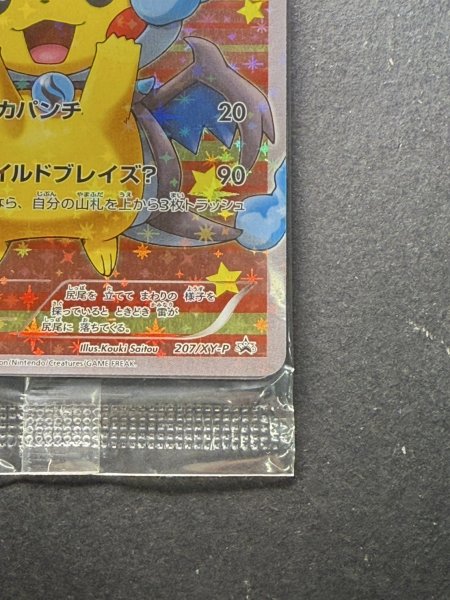 カパンチ 20
イルドブレイズ? 90
なら、自分の山札を上から3枚トラッシュ
尻尾を 立てて まわりの 様子を
探っていると ときどき 雷が
尻尾に 落ちてくる。
Illus.Kouki Saitou 207/XY-P
on/Nintendo/Creatures/GAME FREAK.